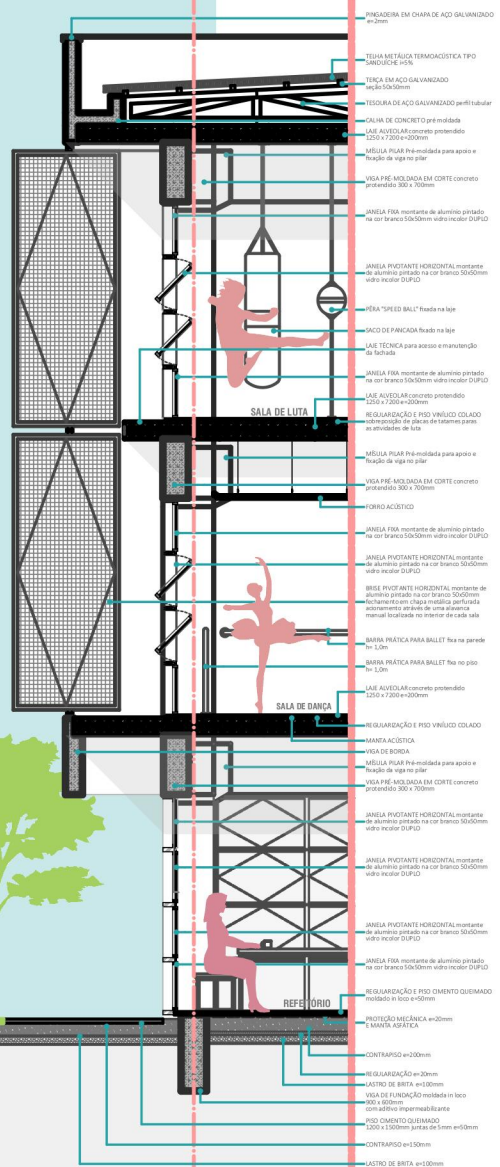 PINGADEIRA EM CHAPA DE AÇO GALVANIZADO
e=2mm
TELHA METÁLICA TERMOACÚSTICA TIPO
SANDUÍCHE i=5%
TERÇA EM AÇO GALVANIZADO
seção 50x50mm
TESOURA DE AÇO GALVANIZADO perfil tubular
CALHA DE CONCRETO pré moldada
LAJE ALVEOLAR concreto protendido
1250 x 7200 e=200mm
MÍSULA PILAR Pré-moldada para apoio e
fixação da viga no pilar
VIGA PRÉ-MOLDADA EM CORTE concreto
protendido 300 x 700mm
JANELA FIXA montante de alumínio pintado
na cor branco 50x50mm vidro incolor DUPLO
JANELA PIVOTANTE HORIZONTAL montante
de alumínio pintado na cor branco 50x50mm
vidro incolor DUPLO
PÊRA "SPEED BALL" fixada na laje
SACO DE PANCADA fixado na laje
LAJE TÉCNICA para acesso e manutenção
da fachada
JANELA FIXA montante de alumínio pintado
na cor branco 50x50mm vidro incolor DUPLO
LAJE ALVEOLAR concreto protendido
1250 x 7200 e=200mm
SALA DE LUTA
REGULARIZAÇÃO E PISO VINÍLICO COLADO
sobreposição de placas de tatames paras
as atividades de luta
MÍSULA PILAR Pré-moldada para apoio e
fixação da viga no pilar
VIGA PRÉ-MOLDADA EM CORTE concreto
protendido 300 x 700mm
FORRO ACÚSTICO
JANELA FIXA montante de alumínio pintado
na cor branco 50x50mm vidro incolor DUPLO
JANELA PIVOTANTE HORIZONTAL montante
de alumínio pintado na cor branco 50x50mm
vidro incolor DUPLO
BRISE PIVOTANTE HORIZONTAL montante de
alumínio pintado na cor branco 50x50mm
fechamento em chapa metálica perfurada
acionamento através de uma alavanca
manual localizada no interior de cada sala
BARRA PRÁTICA PARA BALLET fixa na parede
h= 1,0m
BARRA PRÁTICA PARA BALLET fixa no piso
h= 1,0m
LAJE ALVEOLAR concreto protendido
1250 x 7200 e=200mm
SALA DE DANÇA
REGULARIZAÇÃO E PISO VINÍLICO COLADO
MANTA ACÚSTICA
VIGA DE BORDA
MÍSULA PILAR Pré-moldada para apoio e
fixação da viga no pilar
VIGA PRÉ-MOLDADA EM CORTE concreto
protendido 300 x 700mm
JANELA PIVOTANTE HORIZONTAL montante
de alumínio pintado na cor branco 50x50mm
vidro incolor DUPLO
JANELA PIVOTANTE HORIZONTAL montante
de alumínio pintado na cor branco 50x50mm
vidro incolor DUPLO
JANELA PIVOTANTE HORIZONTAL montante
de alumínio pintado na cor branco 50x50mm
vidro incolor DUPLO
JANELA FIXA montante de alumínio pintado
na cor branco 50x50mm vidro incolor DUPLO
REGULARIZAÇÃO E PISO CIMENTO QUEIMADO
moldado in loco e=50mm
REFEITÓRIO
PROTEÇÃO MECÂNICA e=20mm
E MANTA ASFÁTICA
CONTRAPISO e=200mm
REGULARIZAÇÃO e=20mm
LASTRO DE BRITA e=100mm
VIGA DE FUNDAÇÃO moldada in loco
900 x 600mm
com aditivo impermeabilizante
PISO CIMENTO QUEIMADO
1200 x 1500mm juntas de 5mm e=50mm
CONTRAPISO e=150mm
LASTRO DE BRITA e=100mm